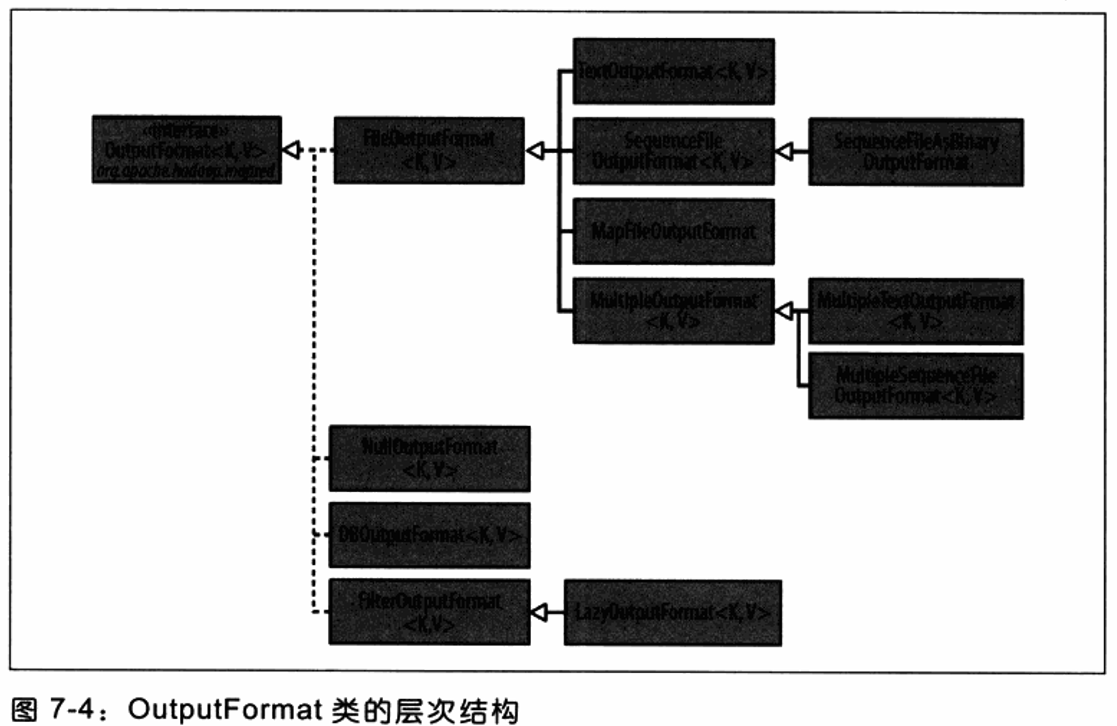 «interface»
OutputFormat<K, V>
org.apache.hadoop.mapred
FileOutputFormat
<K, V>
TextOutputFormat<K, V>
SequenceFile
OutputFormat<K, V>
SequenceFileAsBinary
OutputFormat
MapFileOutputFormat
MultipleOutputFormat
<K, V>
MultipleTextOutputFormat
<K, V>
MultipleSequenceFile
OutputFormat<K, V>
NullOutputFormat
<K, V>
DBOutputFormat<K, V>
FilterOutputFormat
<K,V>
LazyOutputFormat<K, V>
图 7-4：OutputFormat 类的层次结构